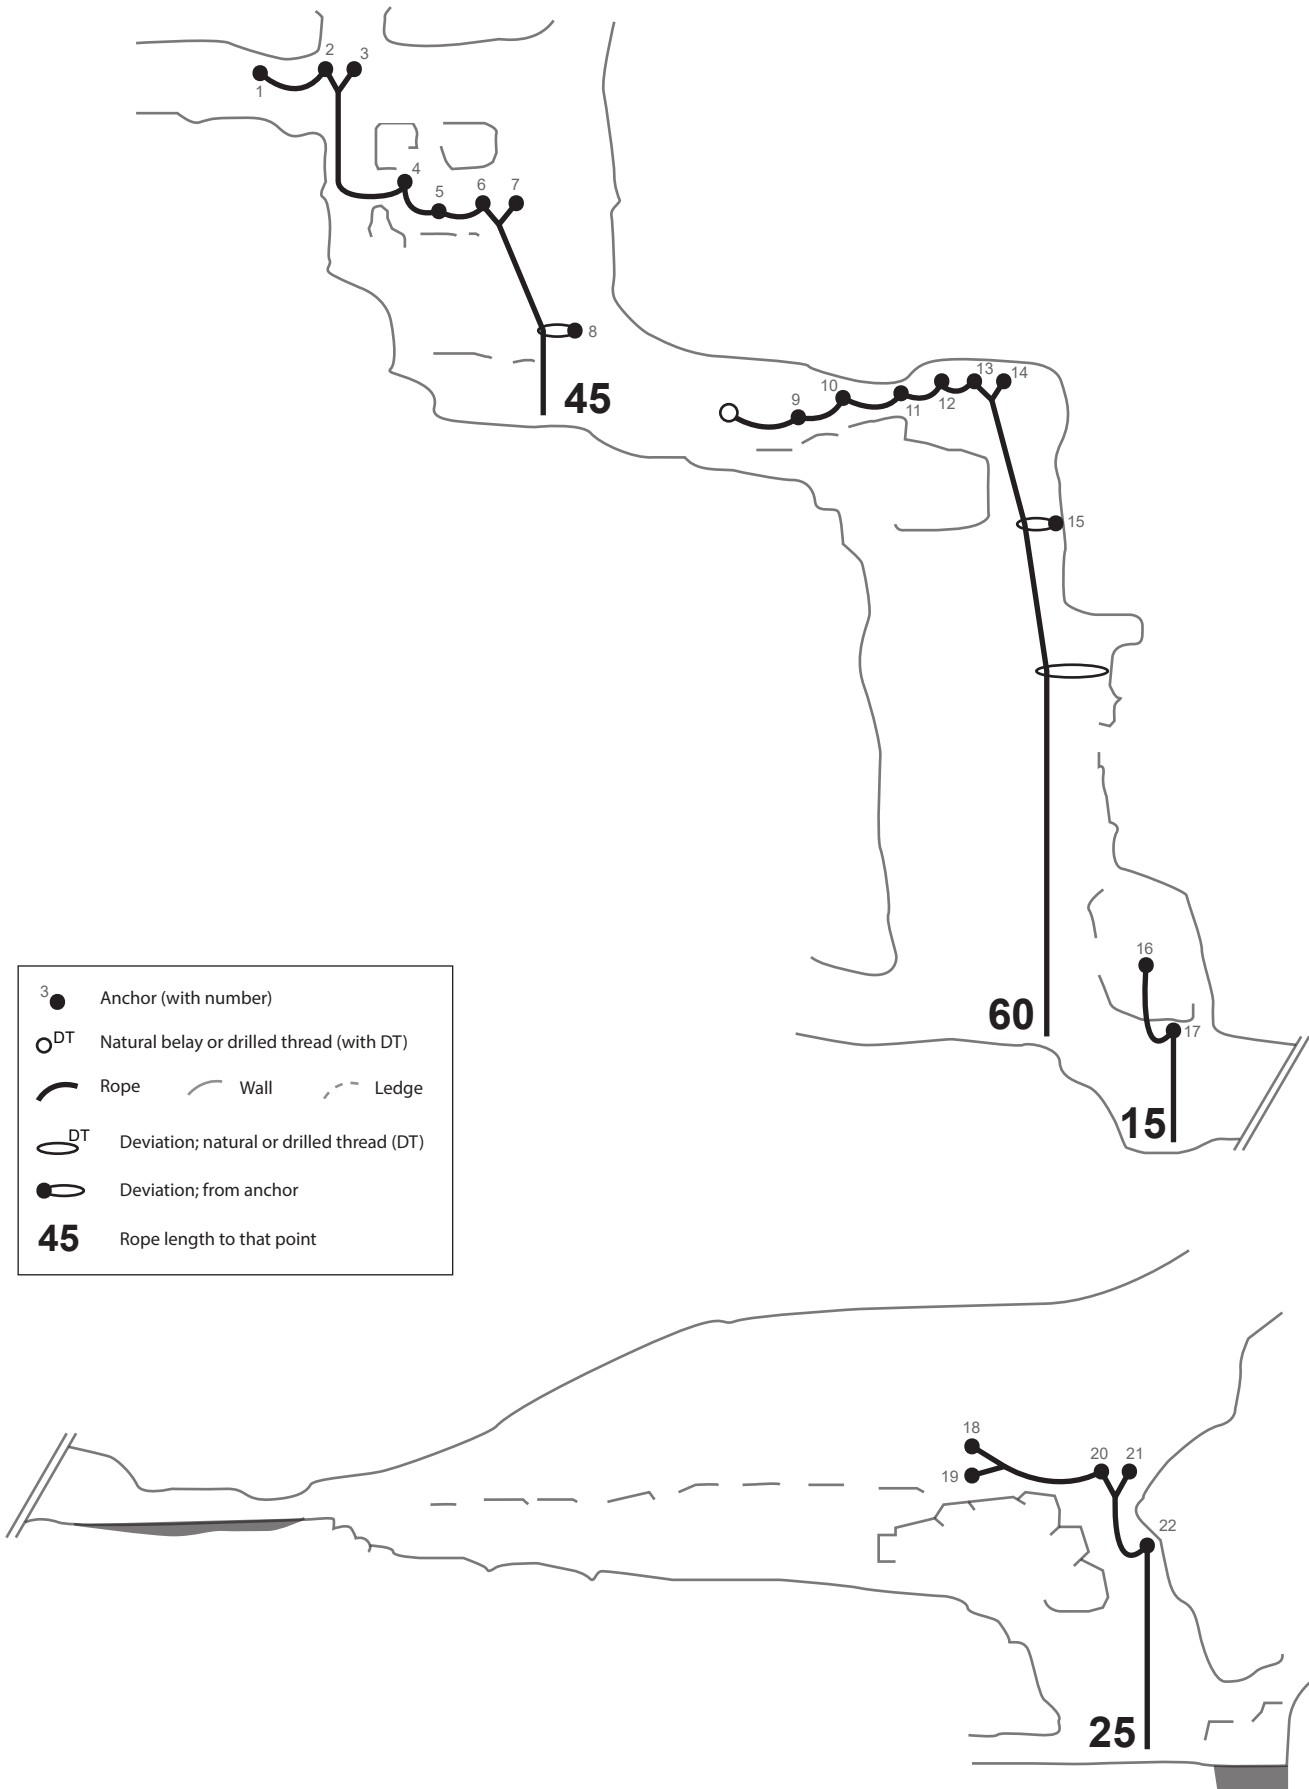 2
3
1
4
5
6
7
8
45
9
10
11
12
13
14
15
16
17
60
15
3
Anchor (with number)
DT
Natural belay or drilled thread (with DT)
Rope
Wall
Ledge
DT
Deviation; natural or drilled thread (DT)
Deviation; from anchor
45
Rope length to that point
18
19
20
21
22
25